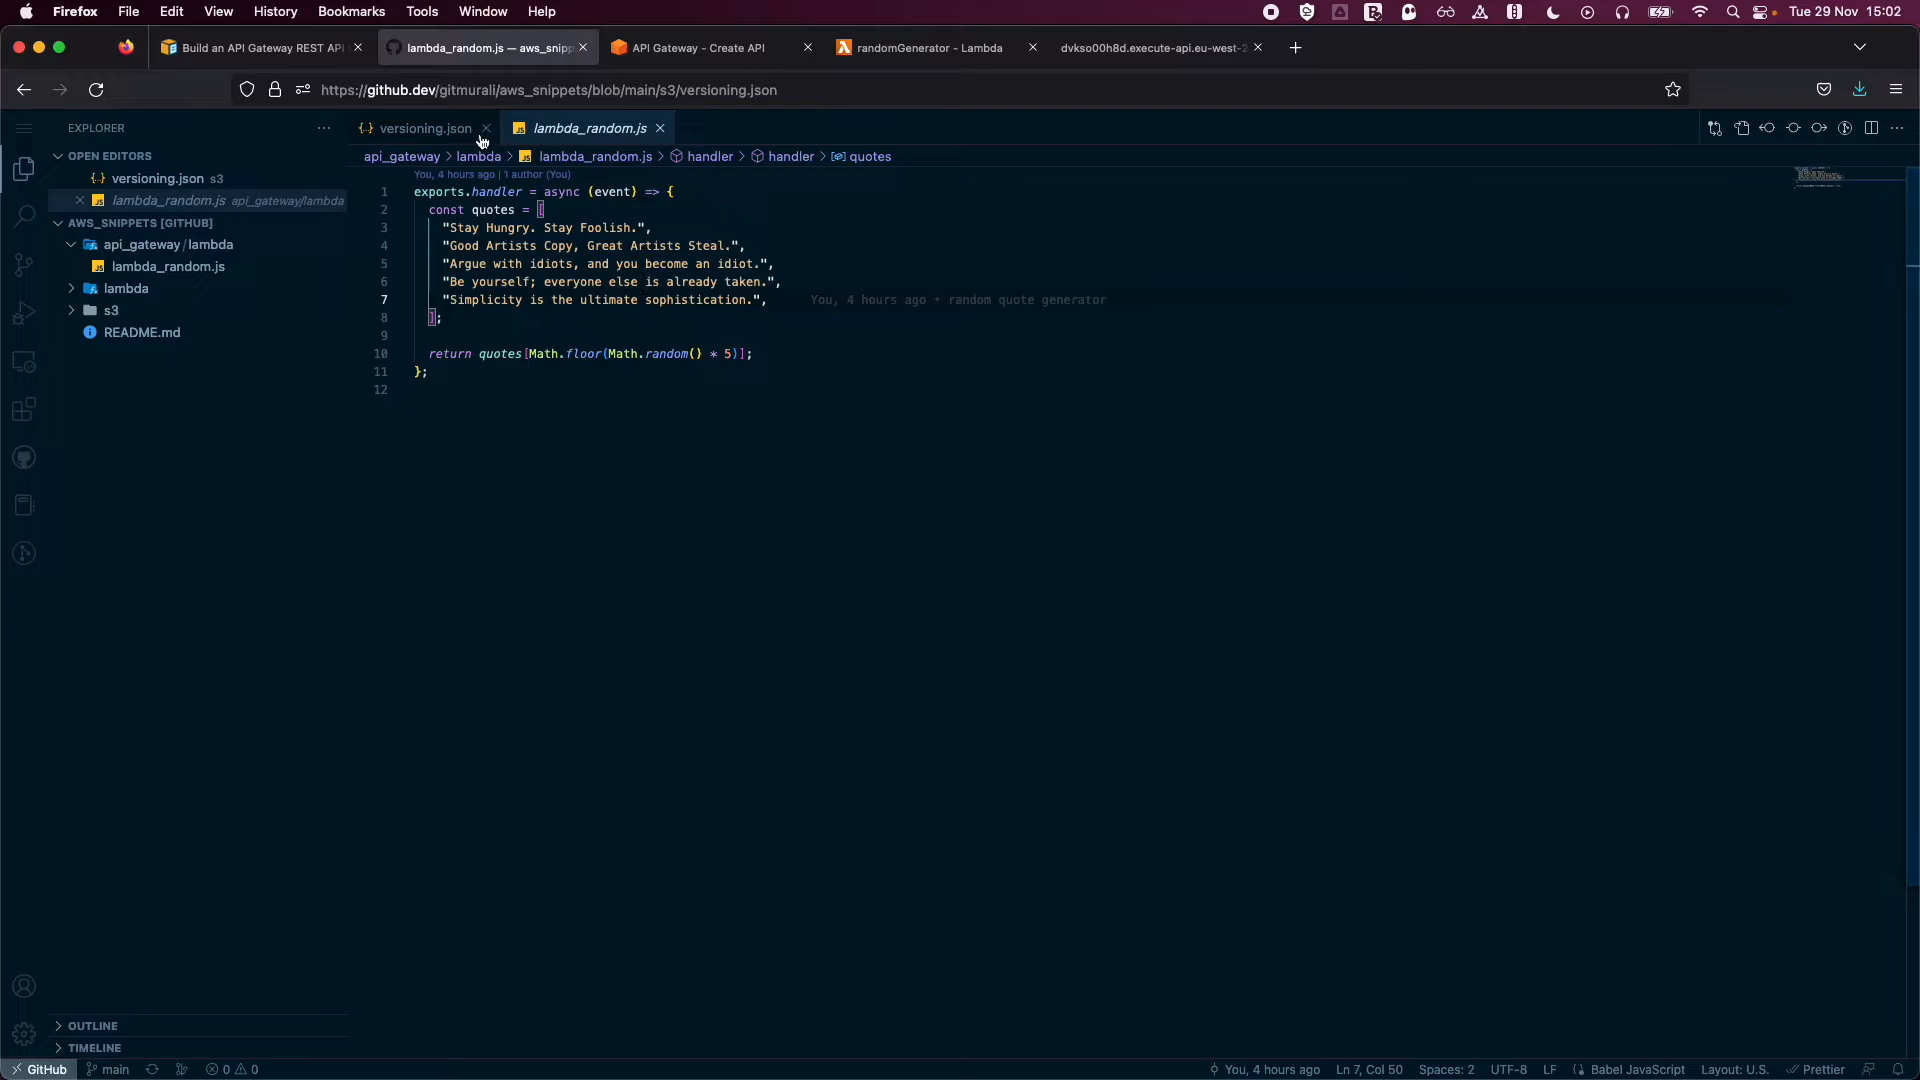 Firefox File Edit View History Bookmarks Tools Window Help Tue 29 Nov 15:02
Build an API Gateway REST API lambda_random.js — aws_snipp API Gateway - Create API randomGenerator - Lambda dvkso00h8d.execute-api.eu-west-2
https://github.dev/gitmurali/aws_snippets/blob/main/s3/versioning.json
EXPLORER
versioning.json lambda_random.js
OPEN EDITORS
versioning.json s3
lambda_random.js api_gateway/lambda
AWS_SNIPPETS [GITHUB]
api_gateway/lambda
lambda_random.js
lambda
s3
README.md
api_gateway > lambda > lambda_random.js > handler > handler > quotes
You, 4 hours ago | 1 author (You)
1 exports.handler = async (event) => {
2 const quotes = [
3 "Stay Hungry. Stay Foolish.",
4 "Good Artists Copy, Great Artists Steal.",
5 "Argue with idiots, and you become an idiot.",
6 "Be yourself; everyone else is already taken.",
7 "Simplicity is the ultimate sophistication.", You, 4 hours ago • random quote generator
8 ];
9
10 return quotes[Math.floor(Math.random() * 5)];
11 };
12
OUTLINE
TIMELINE
GitHub main 0 0 You, 4 hours ago Ln 7, Col 50 Spaces: 2 UTF-8 LF Babel JavaScript Layout: U.S. Prettier